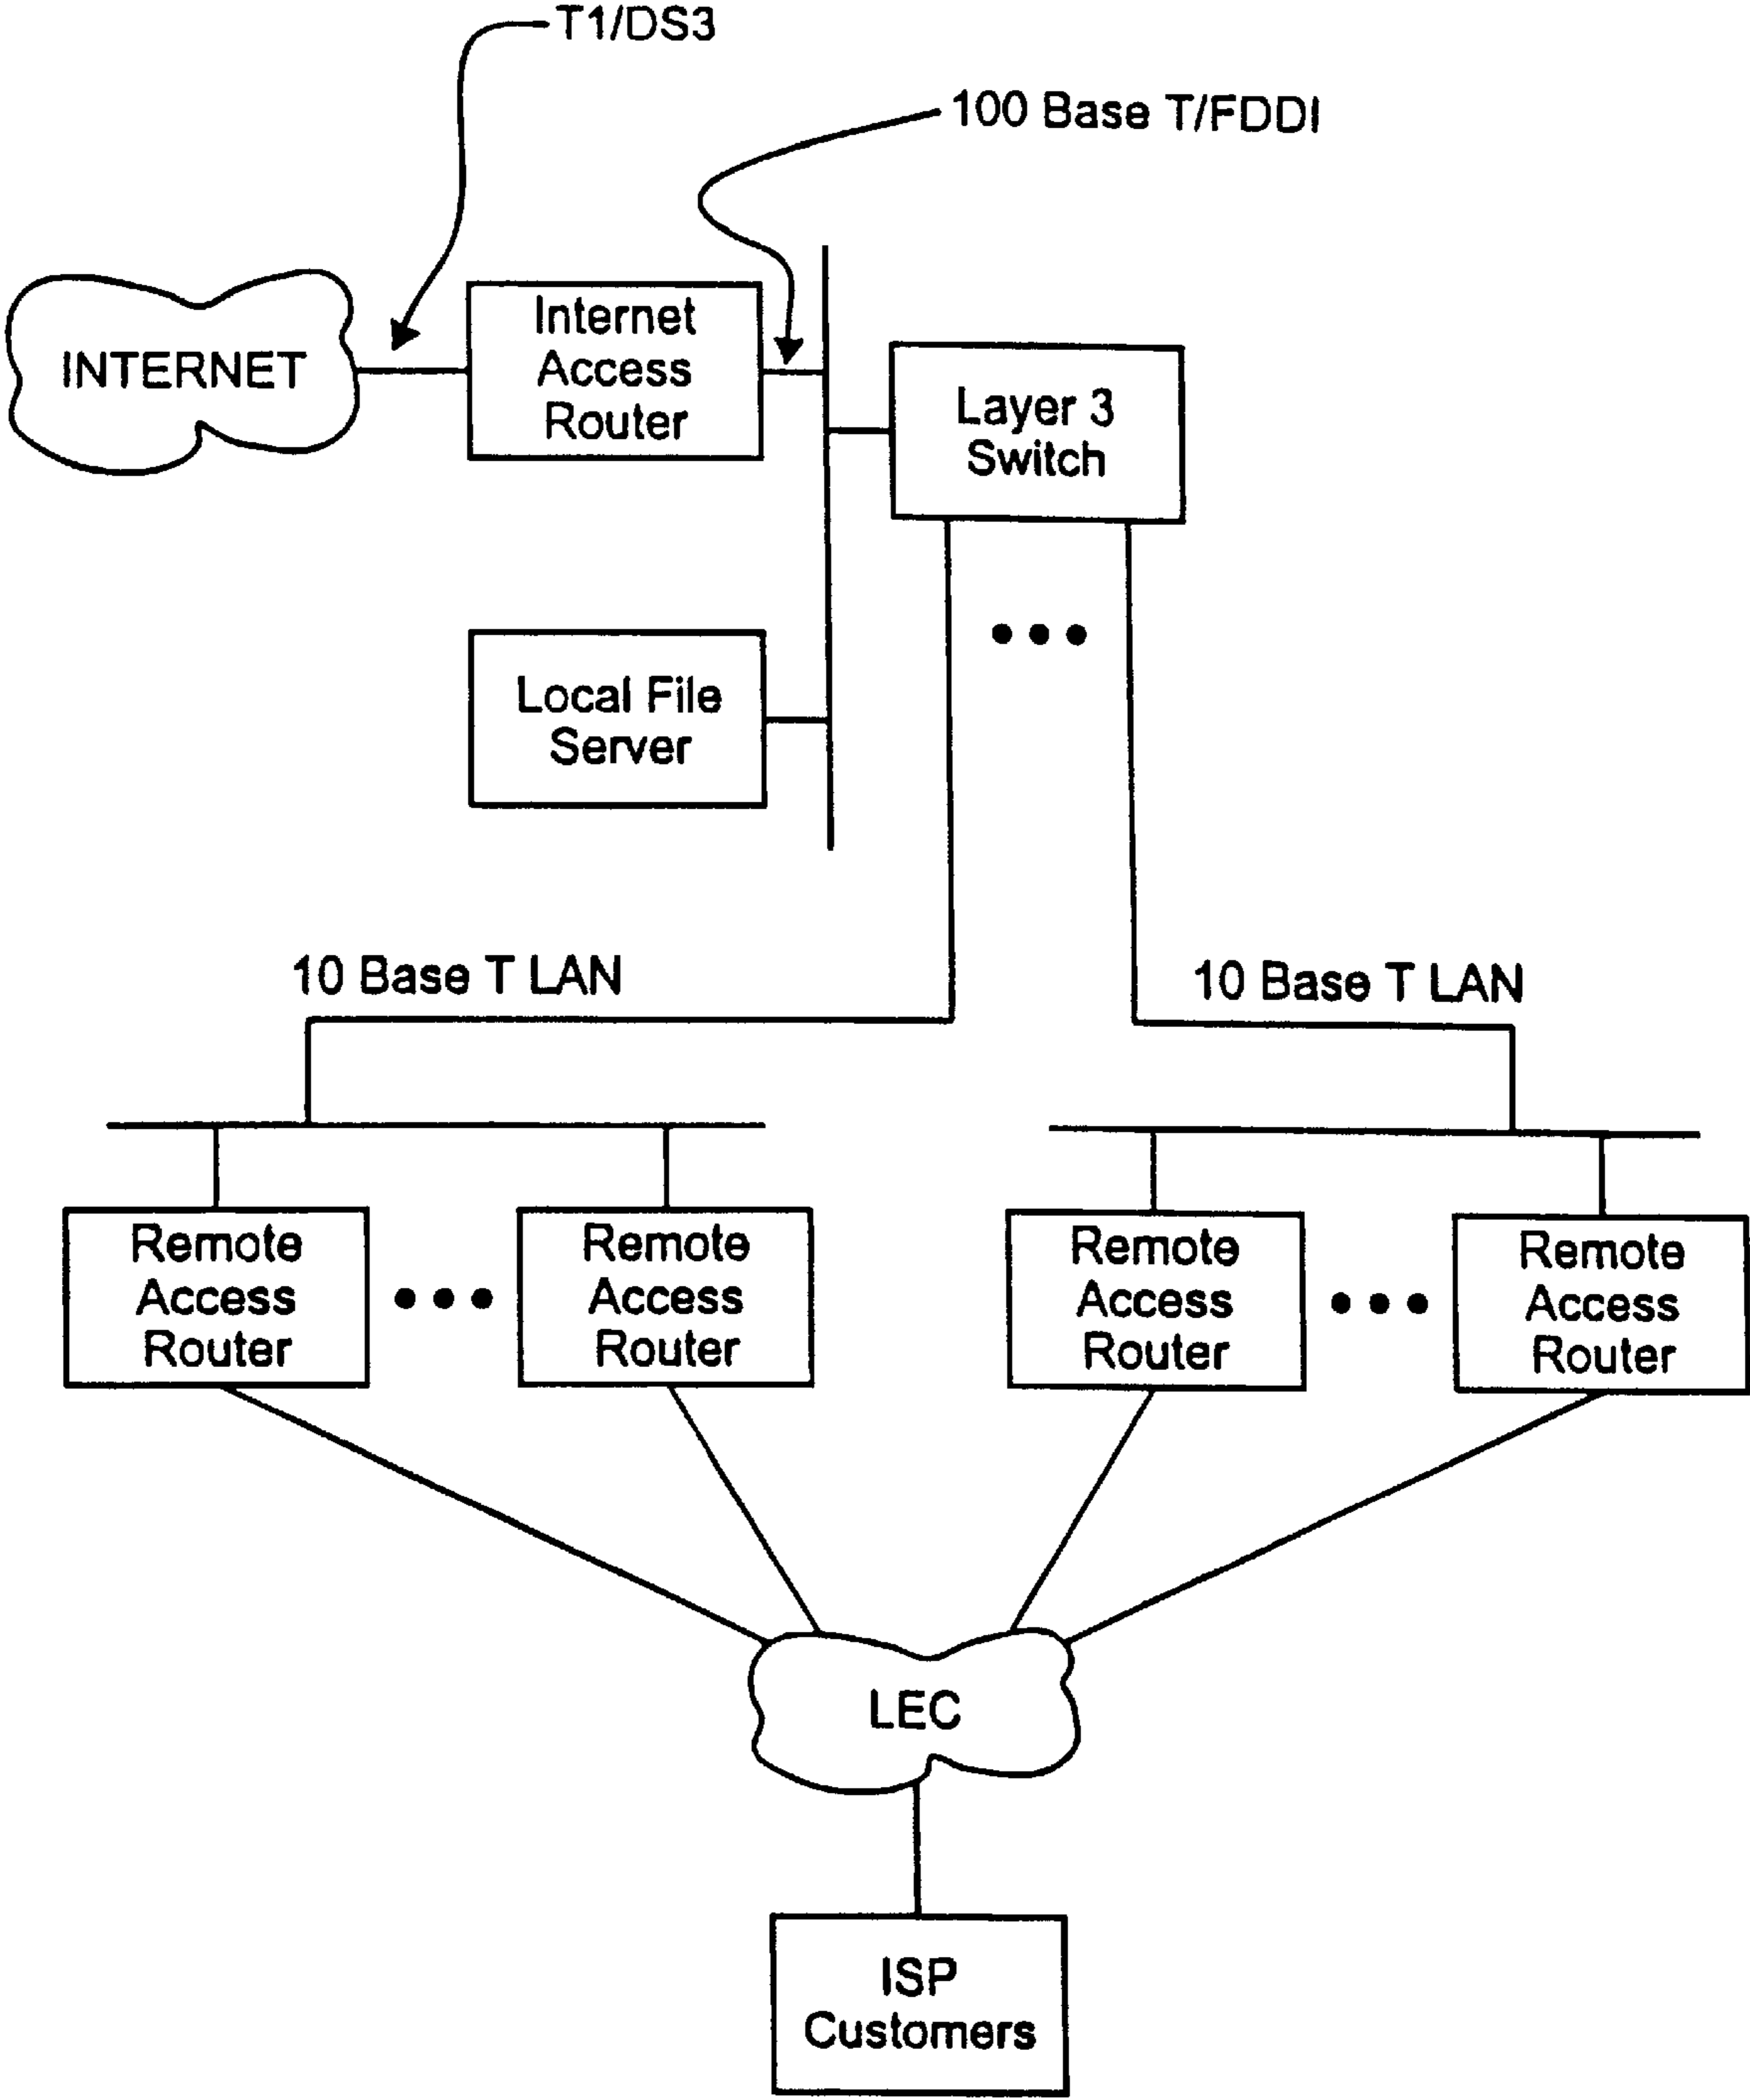 T1/DS3
100 Base T/FDDI
INTERNET
Internet
Access
Router
Layer 3
Switch
Local File
Server
10 Base T LAN
10 Base T LAN
Remote
Access
Router
Remote
Access
Router
Remote
Access
Router
Remote
Access
Router
LEC
ISP
Customers